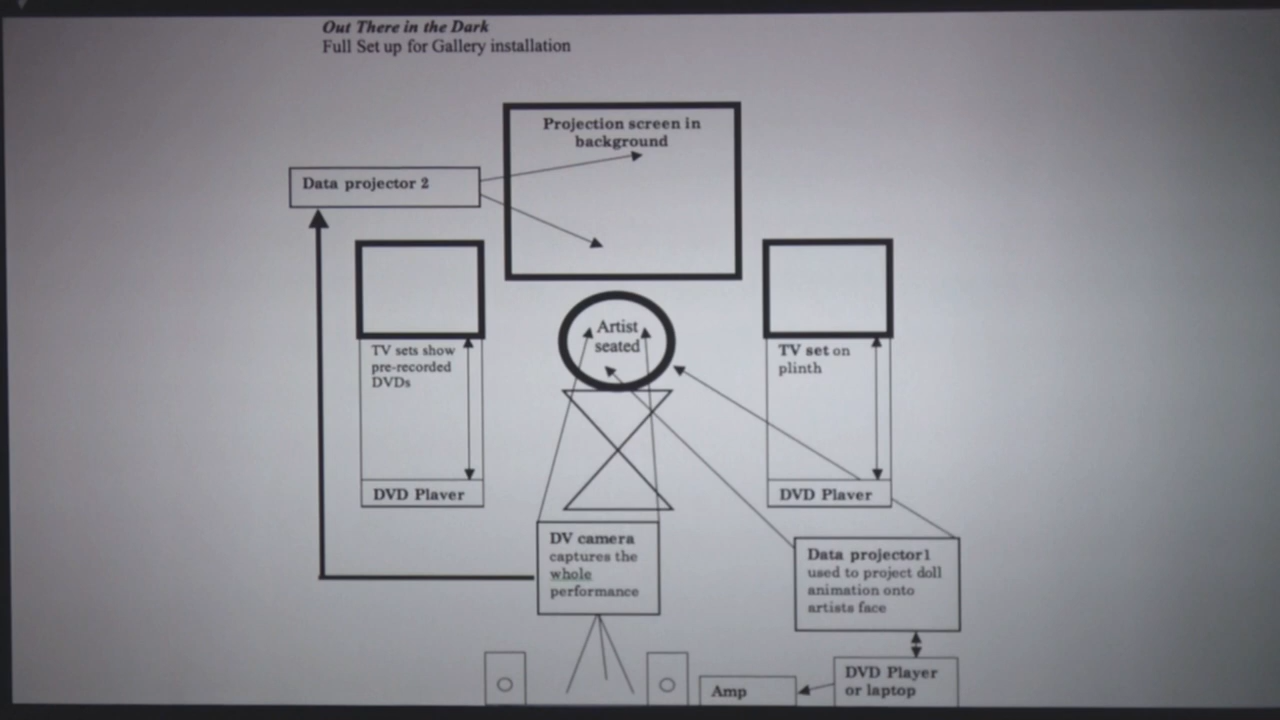 Out There in the Dark
Full Set up for Gallery installation
Projection screen in
background
Data projector 2
Artist
seated
TV sets show
pre-recorded
DVDs
TV set on
plinth
DVD Player
DVD Player
DV camera
captures the
whole
performance
Data projector1
used to project doll
animation onto
artists face
DVD Player
or laptop
Amp